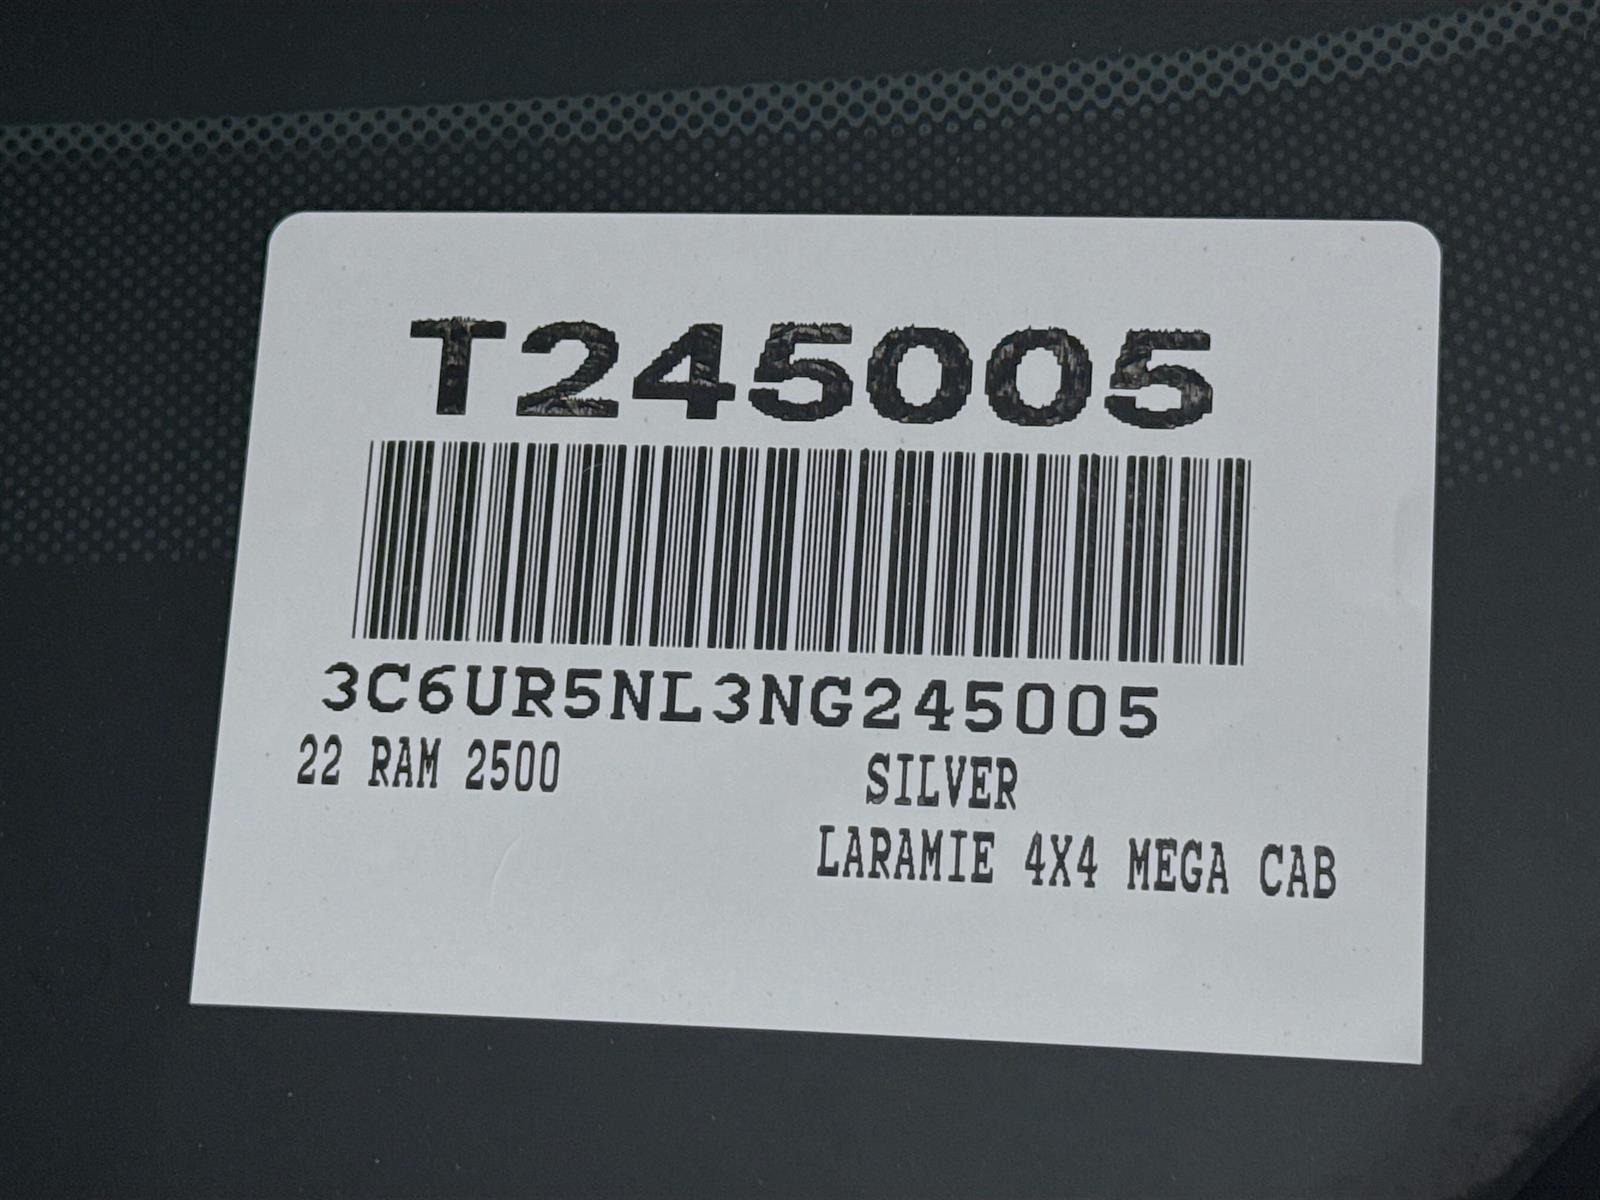 T245005
3C6UR5NL3NG245005
22 RAM 2500 SILVER
LARAMIE 4X4 MEGA CAB